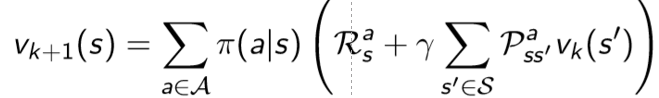 v_{k+1}(s) = \sum_{a \in \mathcal{A}} \pi(a|s) \left( \mathcal{R}_s^a + \gamma \sum_{s' \in \mathcal{S}} \mathcal{P}_{ss'}^a v_k(s') \right)